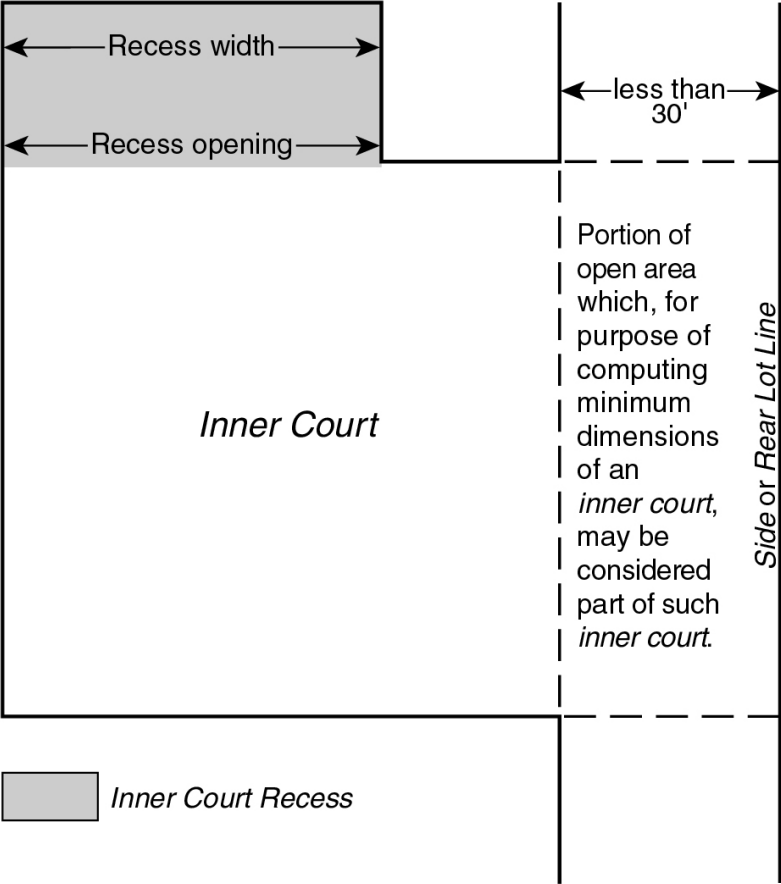 Recess width
less than
30'
Recess opening
Portion of
open area
which, for
purpose of
computing
minimum
dimensions
of an
inner court,
may be
considered
part of such
inner court.
Inner Court
Side or Rear Lot Line
Inner Court Recess